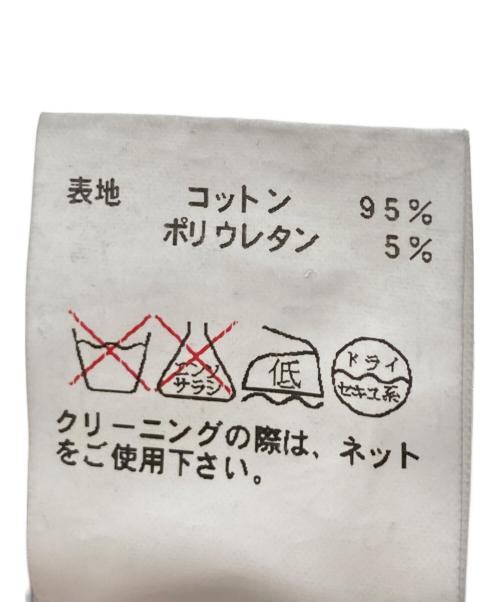 表地 コットン 95%
ポリウレタン 5%
エンソ
サラシ
低
ドライ
セキユ系
クリーニングの際は、ネット
をご使用下さい。